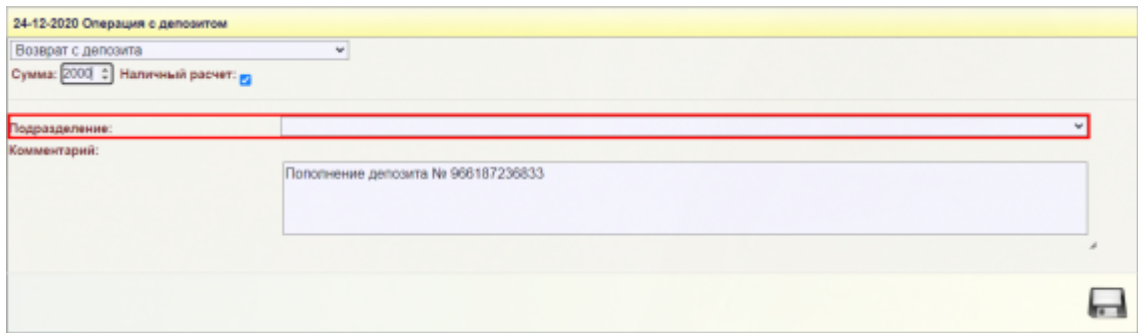 24-12-2020 Операция с депозитом
Возврат с депозита
Сумма: 2000 Наличный расчет:
Подразделение:
Комментарий:
Пополнение депозита № 966187236833